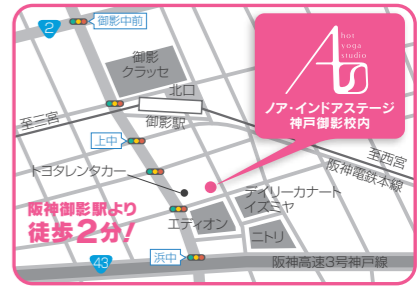 2
御影中前
御影
クラッセ
北口
御影駅
至三宮
上中
トヨタレンタカー
hot
yoga
studio
AS
ノア・インドアステージ
神戸御影校内
至西宮
阪神電鉄本線
阪神御影駅より
徒歩2分!
エディオン
デイリーカナート
イズミヤ
ニトリ
43
浜中
阪神高速3号神戸線